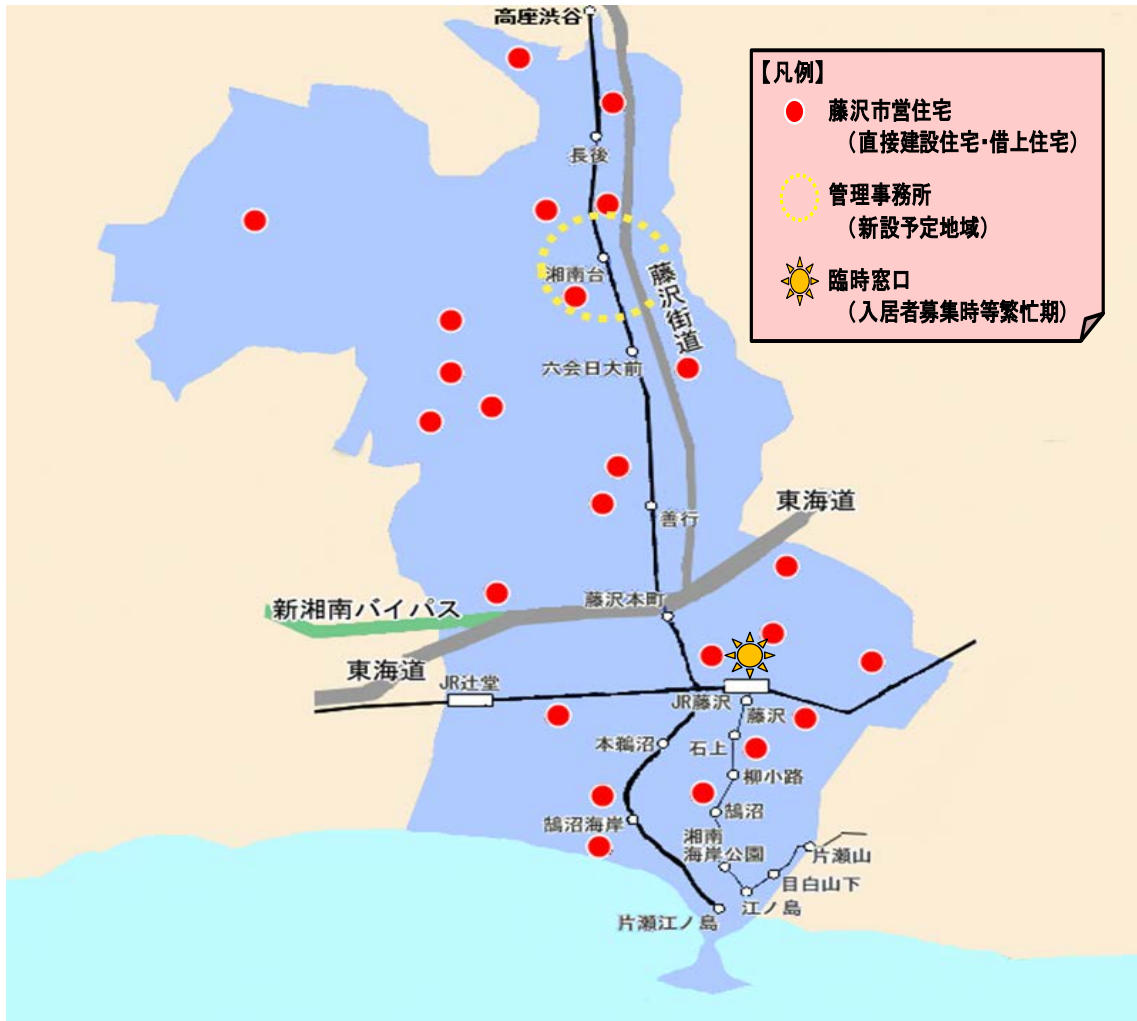 高座渋谷
【凡例】
藤沢市営住宅
（直接建設住宅・借上住宅）
管理事務所
（新設予定地域）
臨時窓口
（入居者募集時等繁忙期）
長後
湘南台
藤沢街道
六会日大前
東海道
善行
藤沢本町
新湘南バイパス
東海道
JR辻堂
JR藤沢
藤沢
本鵜沼
石上
柳小路
鵠沼
鵠沼海岸
湘南
海岸公園
片瀬山
目白山下
江ノ島
片瀬江ノ島